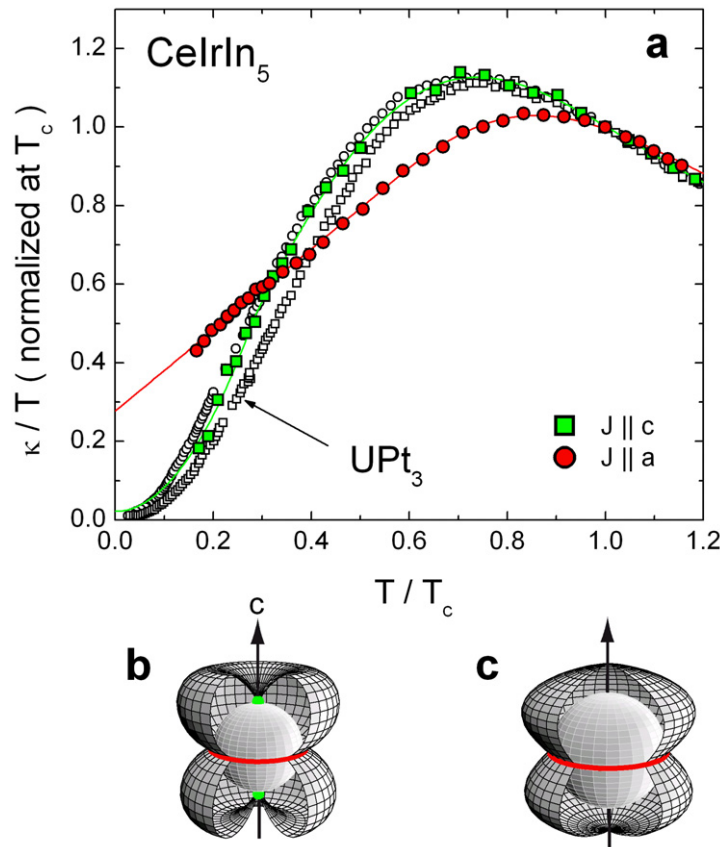 CeIrIn5
a
1.2
1.0
0.8
0.6
0.4
0.2
0.0
κ / T ( normalized at Tc )
UPt3
J || c
J || a
0.0 0.2 0.4 0.6 0.8 1.0 1.2
T / Tc
b
c
c